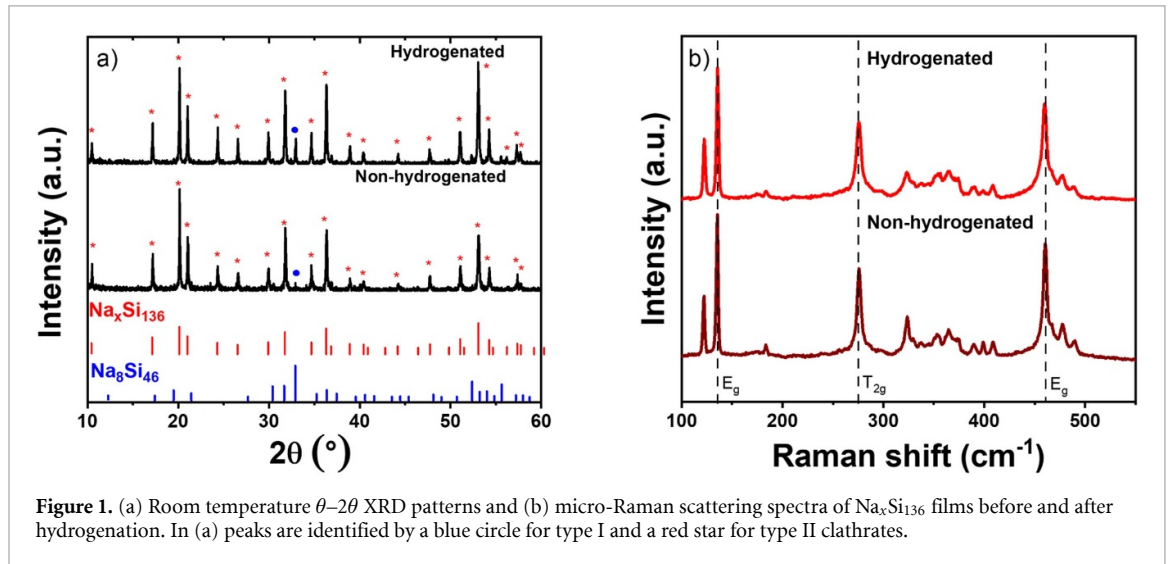 a)
Hydrogenated
Non-hydrogenated
Intensity (a.u.)
NaₓSi₁₃₆
Na₈Si₄₆
10 20 30 40 50 60
2θ (°)
b)
Hydrogenated
Non-hydrogenated
Intensity (a.u.)
E_g T_2g E_g
100 200 300 400 500
Raman shift (cm⁻¹)
Figure 1. (a) Room temperature θ–2θ XRD patterns and (b) micro-Raman scattering spectra of NaₓSi₁₃₆ films before and after
hydrogenation. In (a) peaks are identified by a blue circle for type I and a red star for type II clathrates.